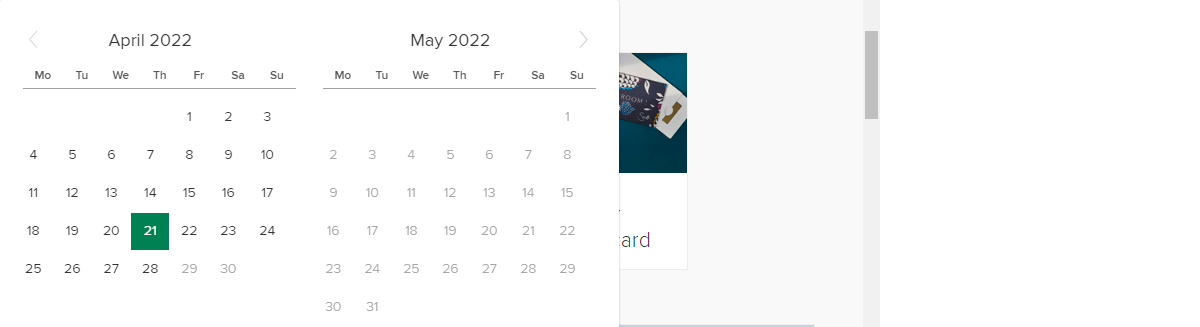 April 2022
Mo Tu We Th Fr Sa Su
1 2 3
4 5 6 7 8 9 10
11 12 13 14 15 16 17
18 19 20 21 22 23 24
25 26 27 28 29 30
May 2022
Mo Tu We Th Fr Sa Su
1
2 3 4 5 6 7 8
9 10 11 12 13 14 15
16 17 18 19 20 21 22
23 24 25 26 27 28 29
30 31
ROOM
card